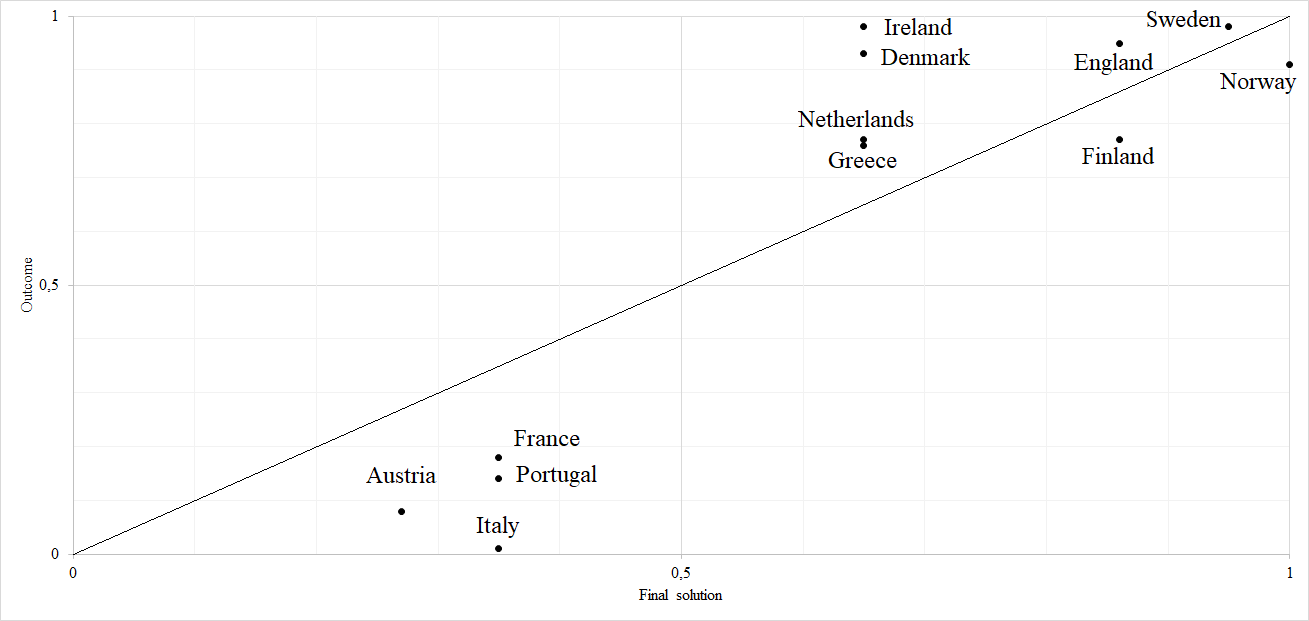 1
Sweden
Ireland
England
Denmark
Norway
Netherlands
Finland
Greece
Outcome
0,5
France
Austria
Portugal
Italy
0
0
0,5
1
Final solution